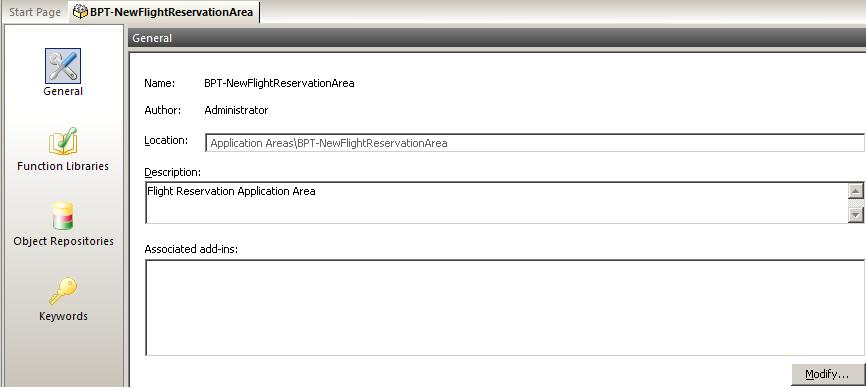 Start Page
BPT-NewFlightReservationArea
General
General
Name: BPT-NewFlightReservationArea
Author: Administrator
Location: Application Areas\BPT-NewFlightReservationArea
Function Libraries
Description:
Flight Reservation Application Area
Object Repositories
Associated add-ins:
Keywords
Modify...